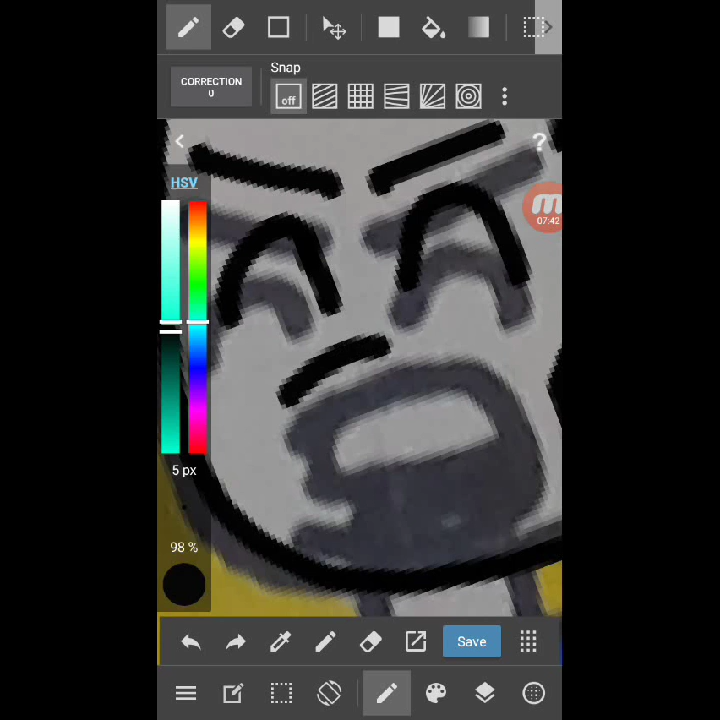 Snap
CORRECTION
0
off
?
HSV
07:42
5 px
98 %
Save